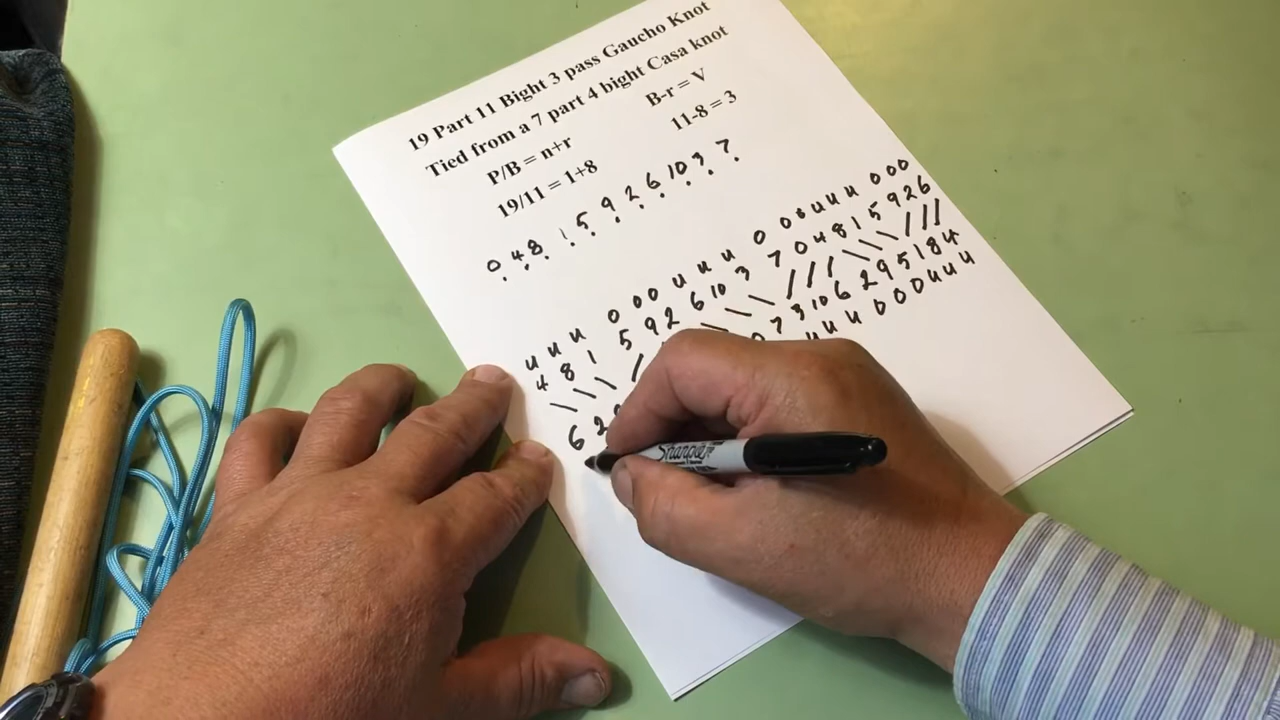 19 Part 11 Bight 3 pass Gaucho Knot
Tied from a 7 part 4 bight Casa knot
P/B = n+r B-r = V
19/11 = 1+8 11-8 = 3
0 4 8 1 5 9 2 6 10 3 7
u u u 0 0 0 u u u 0 0 0 u u u 0 0 0
4 8 1 5 9 2 6 10 3 7 0 4 8 1 5 9 2 6
\ \ \ / \ \ / / / \ \ \ / / /
6 2 7 3 10 6 2 9 5 1 8 4
u u u 0 0 0 u u u
Sharpie